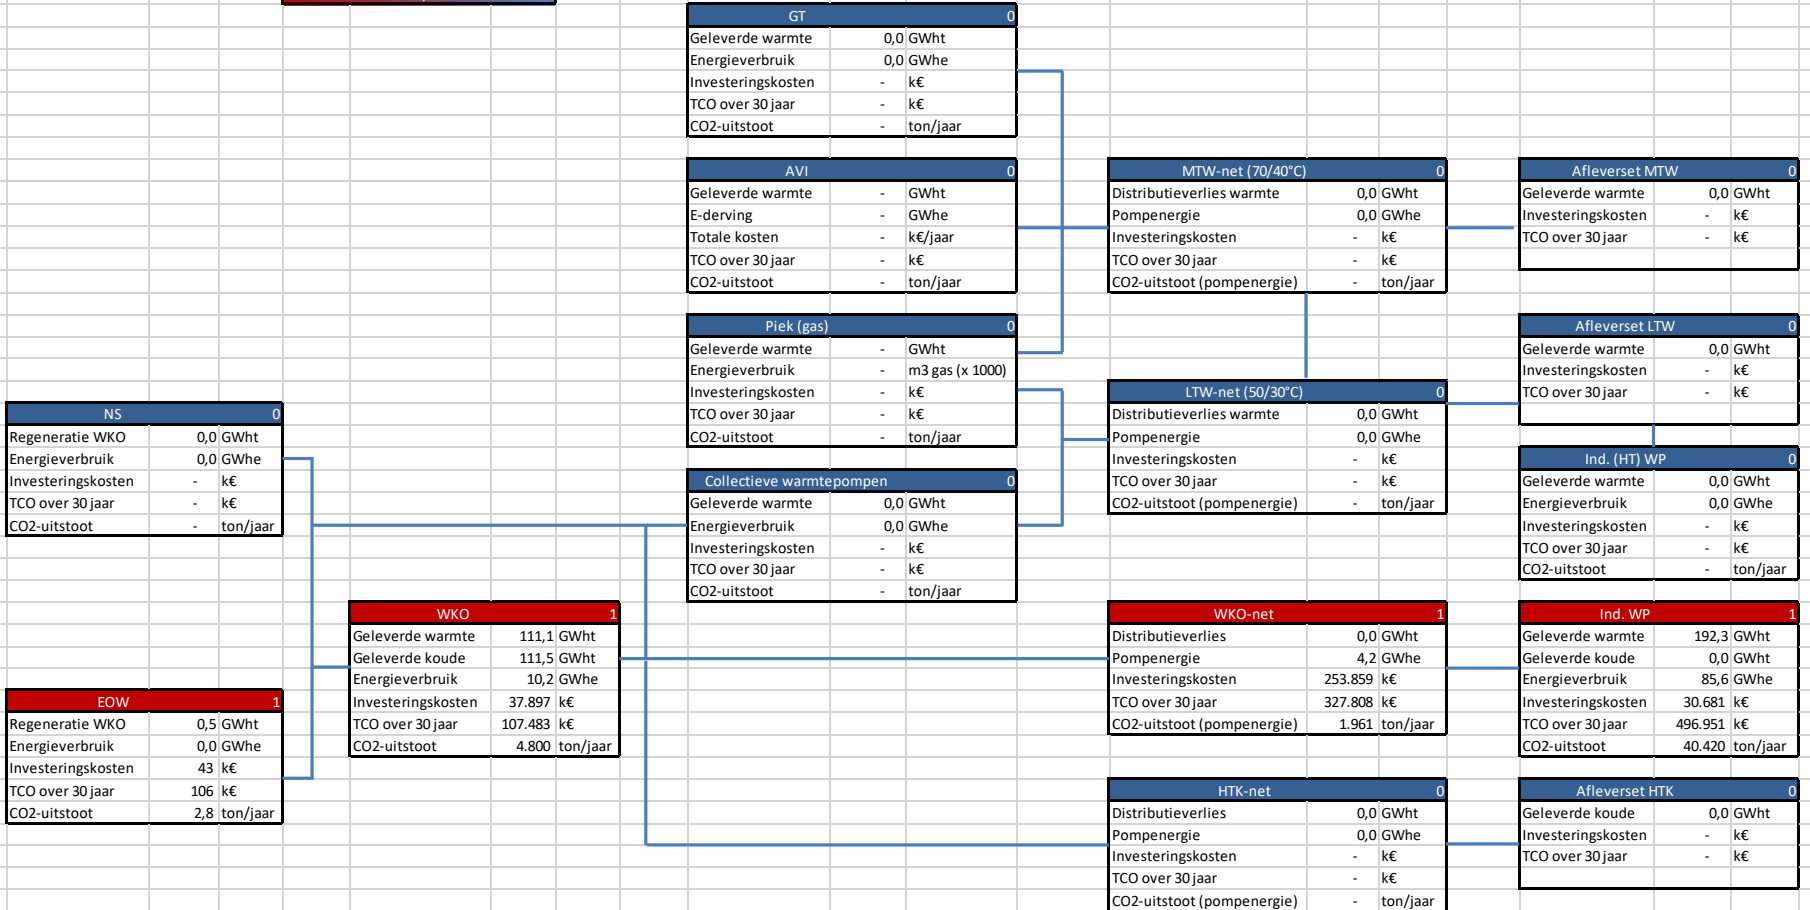 GT 0
Geleverde warmte 0,0 GWht
Energieverbruik 0,0 GWhe
Investeringskosten - k€
TCO over 30 jaar - k€
CO2-uitstoot - ton/jaar
AVI 0
Geleverde warmte - GWht
E-derving - GWhe
Totale kosten - k€/jaar
TCO over 30 jaar - k€
CO2-uitstoot - ton/jaar
MTW-net (70/40°C) 0
Distributieverlies warmte 0,0 GWht
Pompenergie 0,0 GWhe
Investeringskosten - k€
TCO over 30 jaar - k€
CO2-uitstoot (pompenergie) - ton/jaar
Afleverset MTW 0
Geleverde warmte 0,0 GWht
Investeringskosten - k€
TCO over 30 jaar - k€
Piek (gas) 0
Geleverde warmte - GWht
Energieverbruik - m3 gas (x 1000)
Investeringskosten - k€
TCO over 30 jaar - k€
CO2-uitstoot - ton/jaar
LTW-net (50/30°C) 0
Distributieverlies warmte 0,0 GWht
Pompenergie 0,0 GWhe
Investeringskosten - k€
TCO over 30 jaar - k€
CO2-uitstoot (pompenergie) - ton/jaar
Afleverset LTW 0
Geleverde warmte 0,0 GWht
Investeringskosten - k€
TCO over 30 jaar - k€
NS 0
Regeneratie WKO 0,0 GWht
Energieverbruik 0,0 GWhe
Investeringskosten - k€
TCO over 30 jaar - k€
CO2-uitstoot - ton/jaar
Collectieve warmtepompen 0
Geleverde warmte 0,0 GWht
Energieverbruik 0,0 GWhe
Investeringskosten - k€
TCO over 30 jaar - k€
CO2-uitstoot - ton/jaar
Ind. (HT) WP 0
Geleverde warmte 0,0 GWht
Energieverbruik 0,0 GWhe
Investeringskosten - k€
TCO over 30 jaar - k€
CO2-uitstoot - ton/jaar
EOW 1
Regeneratie WKO 0,5 GWht
Energieverbruik 0,0 GWhe
Investeringskosten 43 k€
TCO over 30 jaar 106 k€
CO2-uitstoot 2,8 ton/jaar
WKO 1
Geleverde warmte 111,1 GWht
Geleverde koude 111,5 GWht
Energieverbruik 10,2 GWhe
Investeringskosten 37.897 k€
TCO over 30 jaar 107.483 k€
CO2-uitstoot 4.800 ton/jaar
WKO-net 1
Distributieverlies 0,0 GWht
Pompenergie 4,2 GWhe
Investeringskosten 253.859 k€
TCO over 30 jaar 327.808 k€
CO2-uitstoot (pompenergie) 1.961 ton/jaar
Ind. WP 1
Geleverde warmte 192,3 GWht
Geleverde koude 0,0 GWht
Energieverbruik 85,6 GWhe
Investeringskosten 30.681 k€
TCO over 30 jaar 496.951 k€
CO2-uitstoot 40.420 ton/jaar
HTK-net 0
Distributieverlies 0,0 GWht
Pompenergie 0,0 GWhe
Investeringskosten - k€
TCO over 30 jaar - k€
CO2-uitstoot (pompenergie) - ton/jaar
Afleverset HTK 0
Geleverde koude 0,0 GWht
Investeringskosten - k€
TCO over 30 jaar - k€